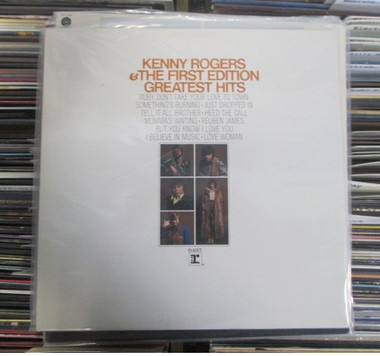 KENNY ROGERS
& THE FIRST EDITION
GREATEST HITS
RUBY, DON'T TAKE YOUR LOVE TO TOWN
SOMETHING'S BURNING • JUST DROPPED IN
TELL IT ALL BROTHER • HEED THE CALL
MOMMA'S WAITING • REUBEN JAMES
BUT YOU KNOW I LOVE YOU
I BELIEVE IN MUSIC • LOVE WOMAN
r